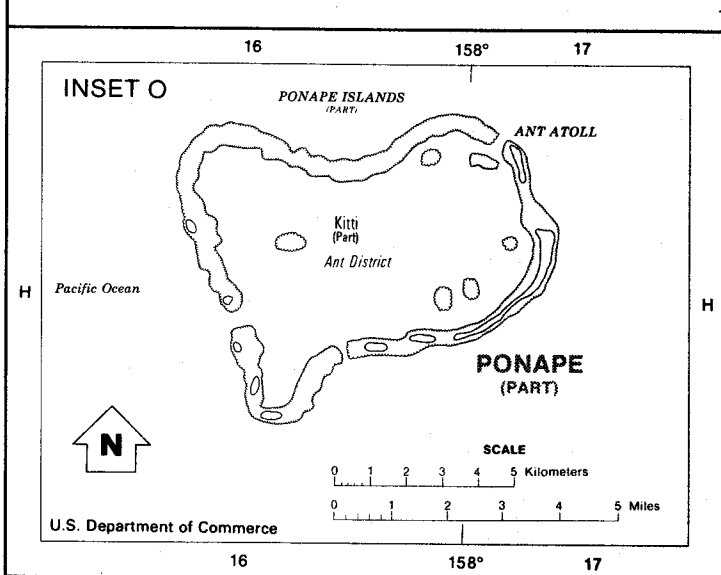 16 158° 17
INSET O
PONAPE ISLANDS
(PART)
ANT ATOLL
Kitti
(Part)
Ant District
H Pacific Ocean H
PONAPE
(PART)
N
SCALE
0 1 2 3 4 5 Kilometers
0 1 2 3 4 5 Miles
U.S. Department of Commerce
16 158° 17